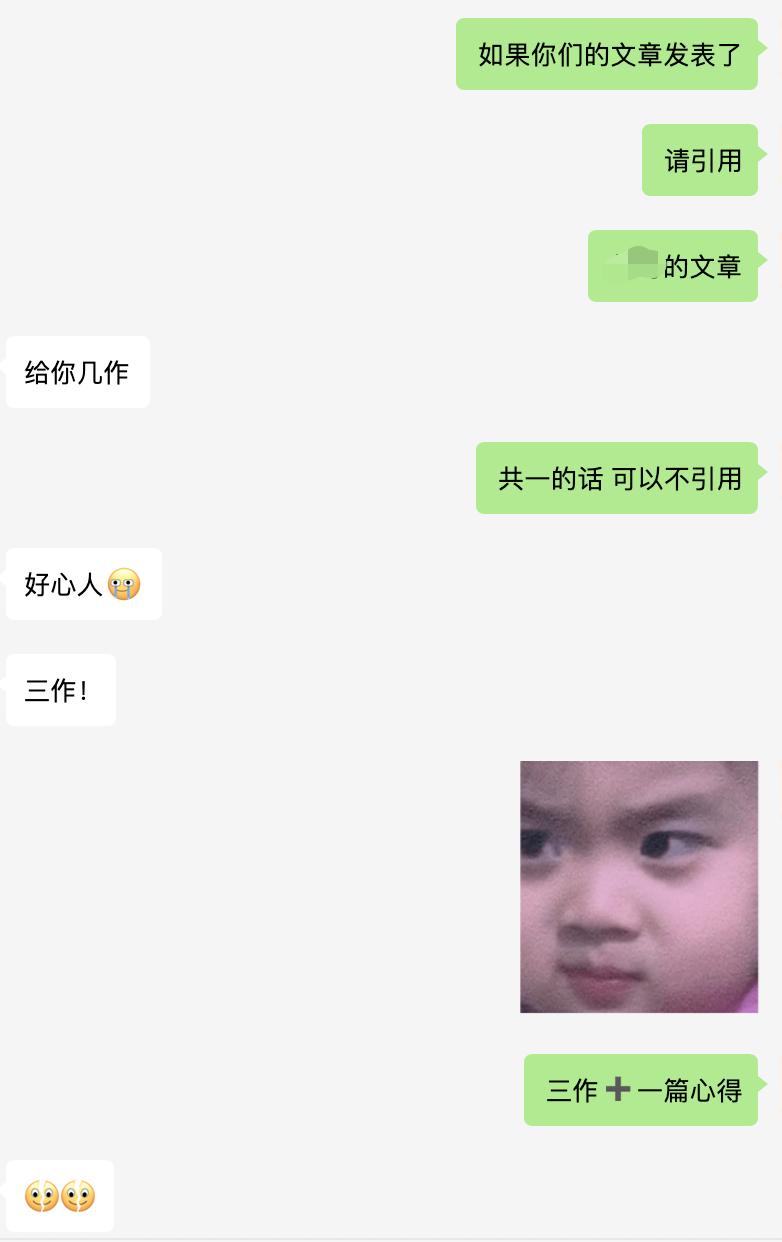 如果你们的文章发表了
请引用
的文章
给你几作
共一的话 可以不引用
好心人😭
三作!
三作➕一篇心得